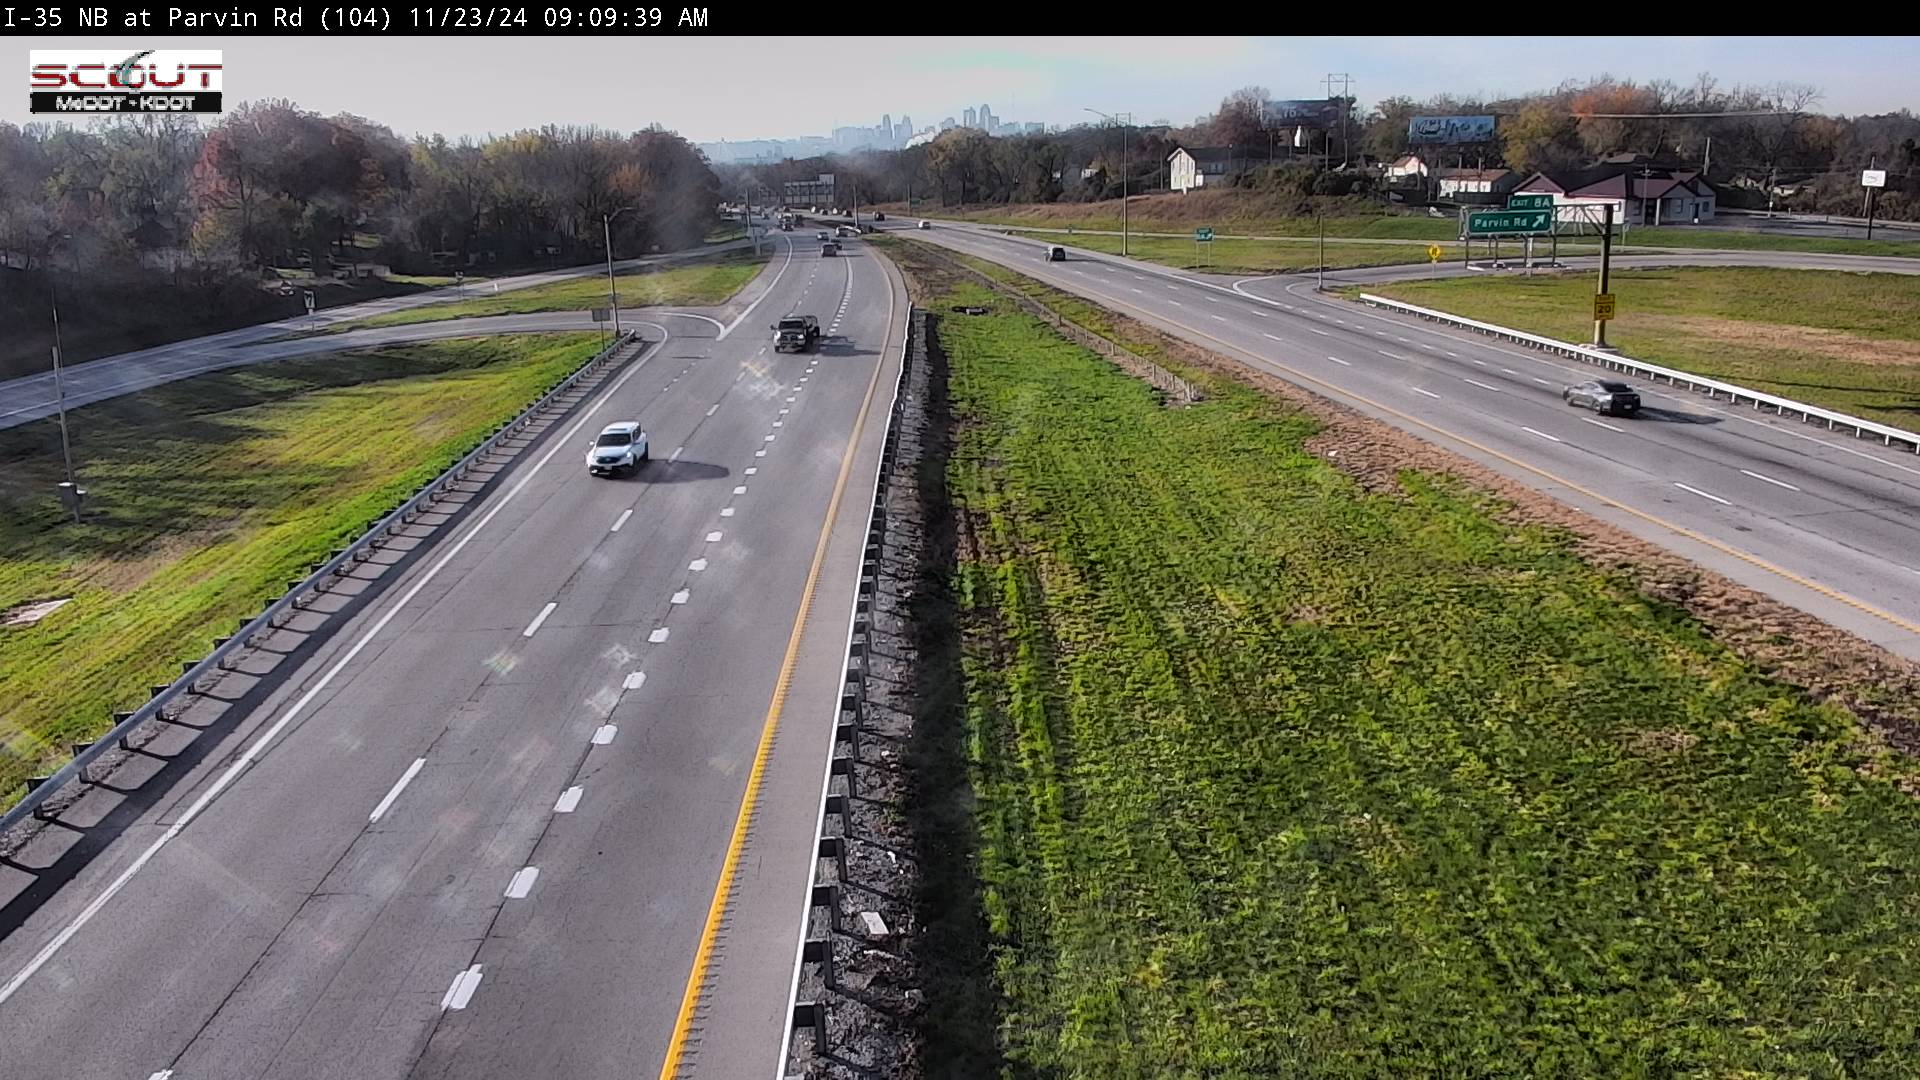 I-35 NB at Parvin Rd (104) 11/23/24 09:09:39 AM
SCOUT
MoDOT - KDOT
EXIT 8A
Parvin Rd
20